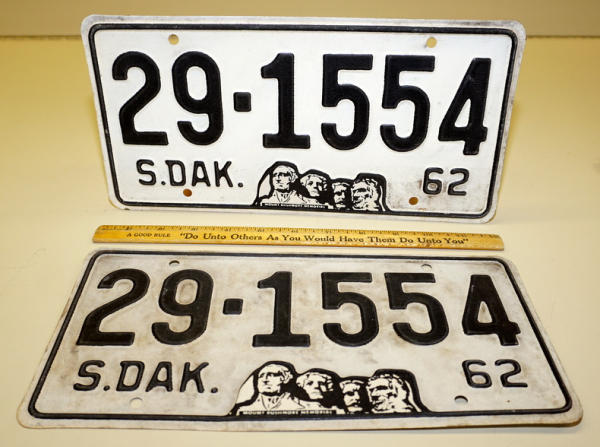 29·1554
S.DAK. 62
MOUNT RUSHMORE MEMORIAL
A GOOD RULE "Do Unto Others As You Would Have Them Do Unto You"
29·1554
S.DAK. 62
MOUNT RUSHMORE MEMORIAL